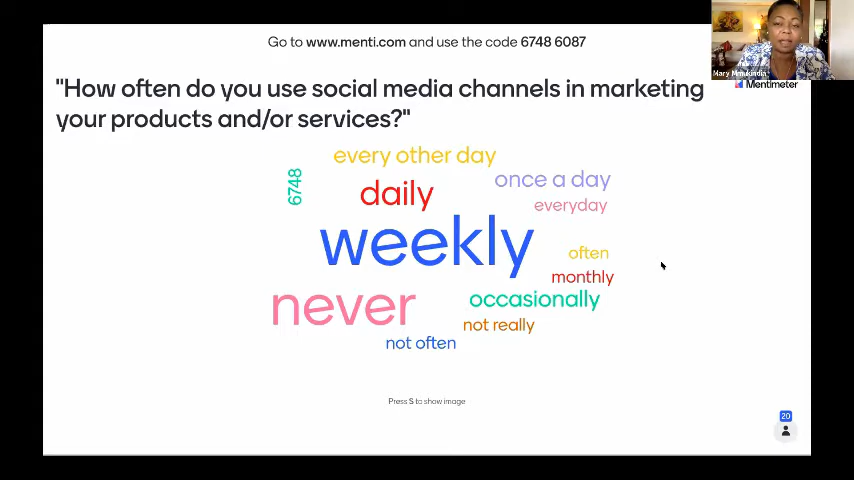 Go to www.menti.com and use the code 6748 6087
Mentimeter
"How often do you use social media channels in marketing
your products and/or services?"
every other day
6748
daily
once a day
everyday
weekly
often
monthly
never
occasionally
not really
not often
Press S to show image
20